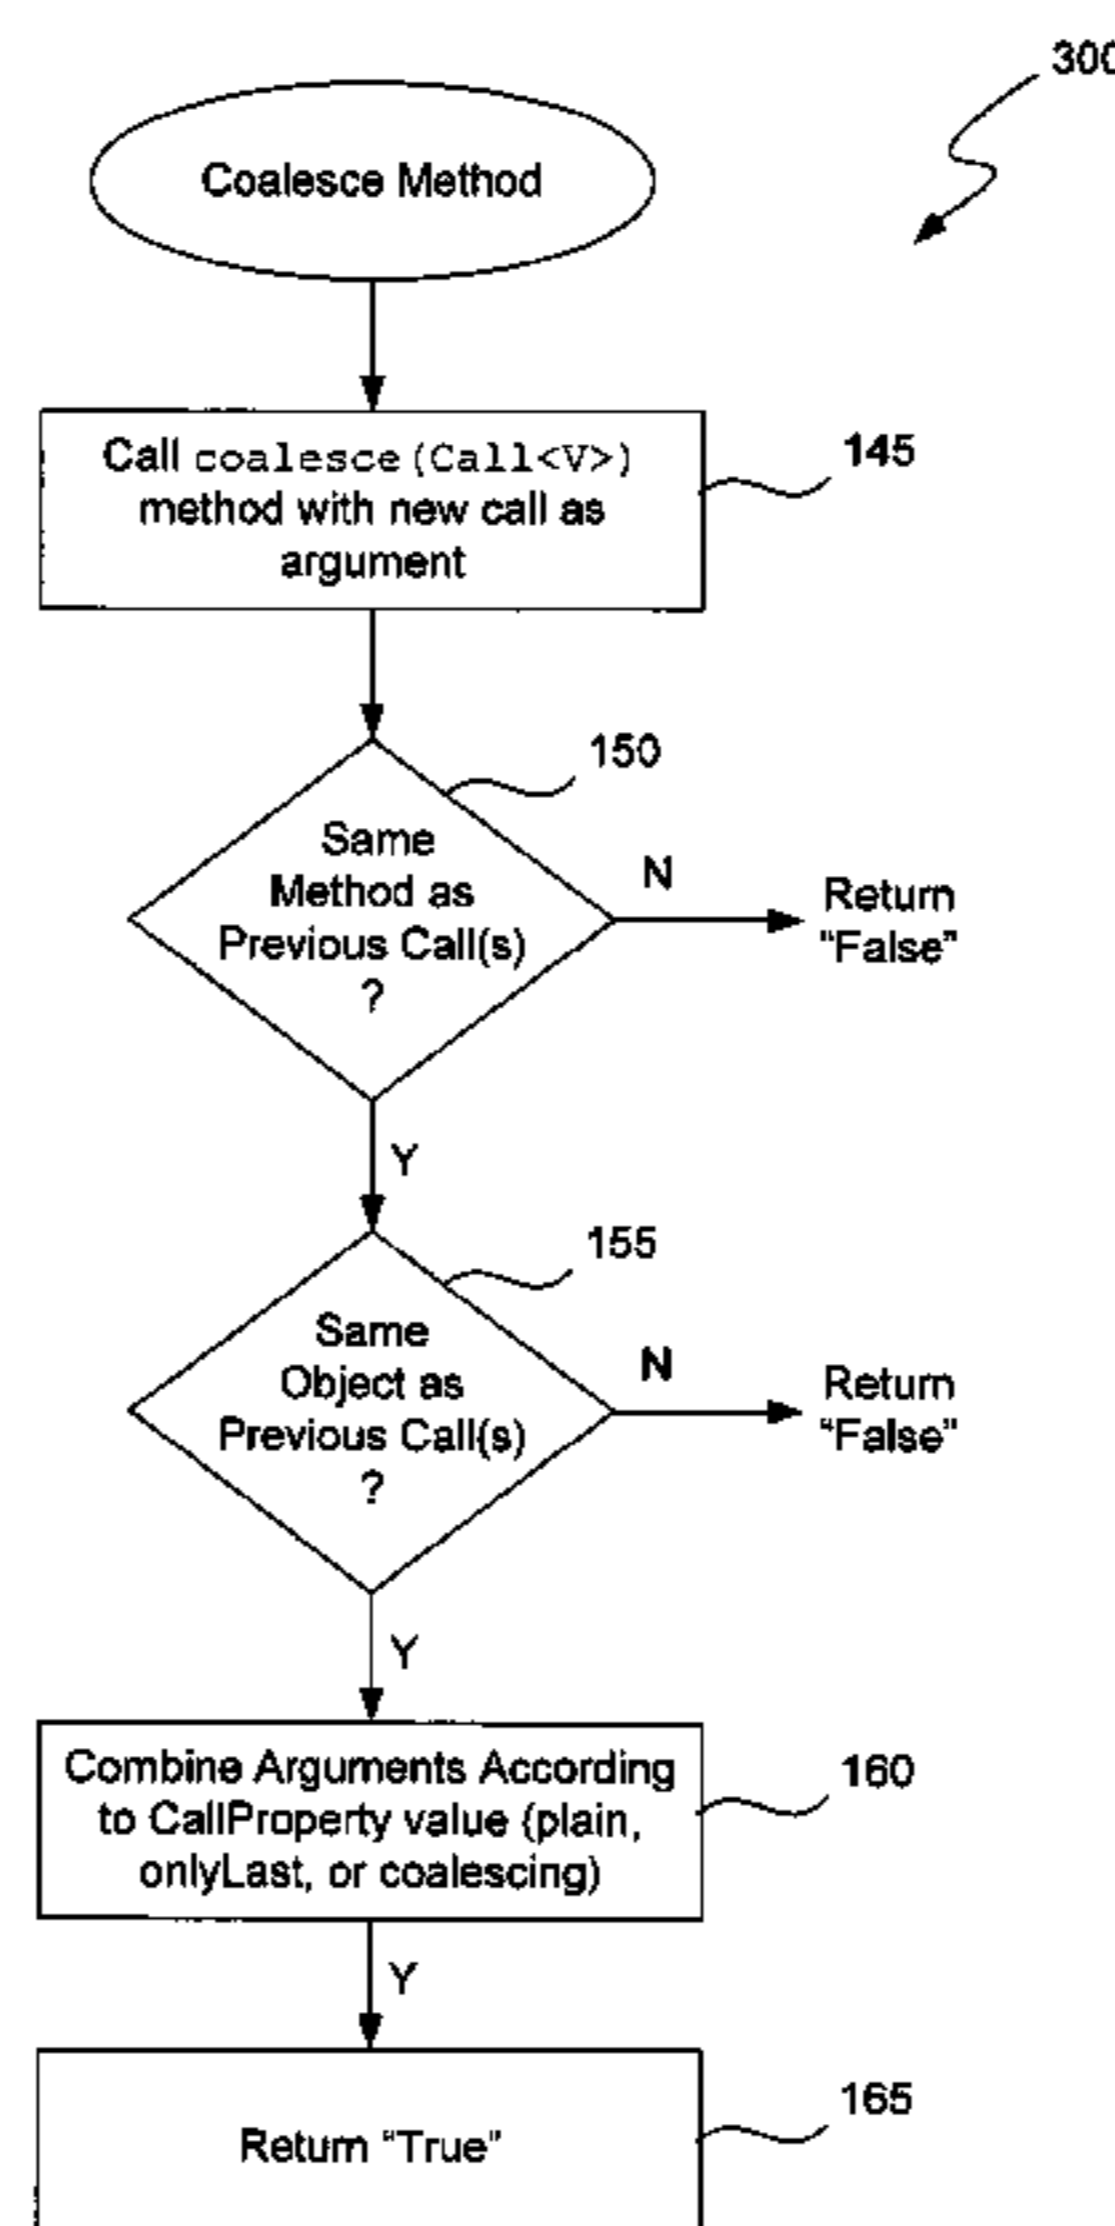 300
Coalesce Method
Call coalesce(Call<V>)
method with new call as
argument
145
150
Same
Method as
Previous Call(s)
?
N
Return
“False”
Y
155
Same
Object as
Previous Call(s)
?
N
Return
“False”
Y
Combine Arguments According
to CallProperty value (plain,
onlyLast, or coalescing)
160
Y
Return “True”
165